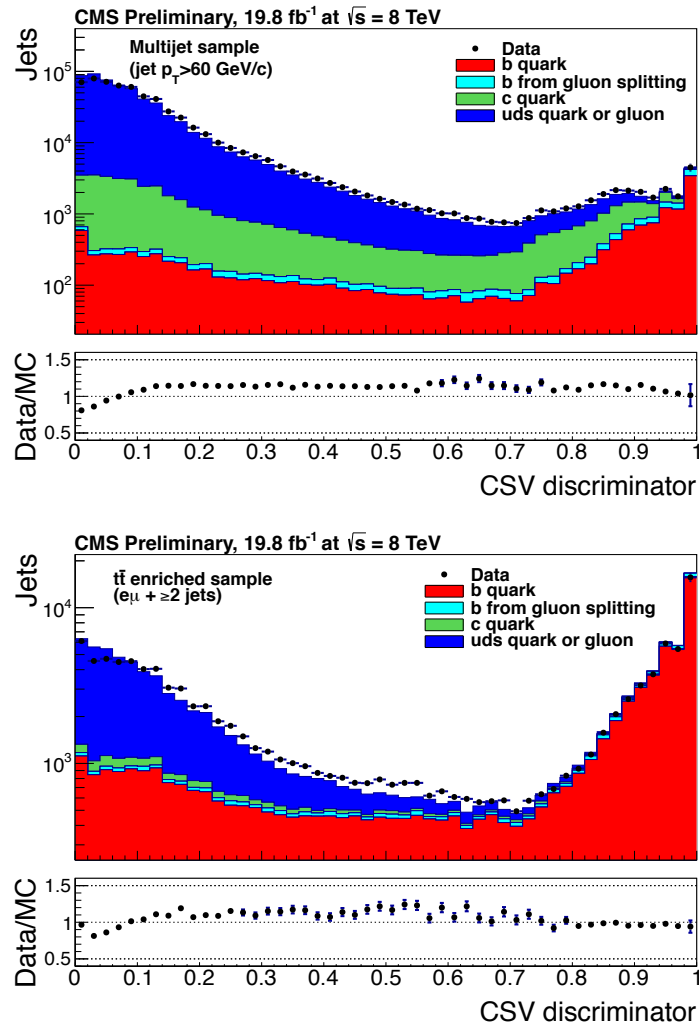 CMS Preliminary, 19.8 fb⁻¹ at √s = 8 TeV
Jets
Multijet sample
(jet p_T>60 GeV/c)
Data
b quark
b from gluon splitting
c quark
uds quark or gluon
10⁵
10⁴
10³
10²
Data/MC
1.5
1
0.5
0 0.1 0.2 0.3 0.4 0.5 0.6 0.7 0.8 0.9 1
CSV discriminator
CMS Preliminary, 19.8 fb⁻¹ at √s = 8 TeV
Jets
tt̄ enriched sample
(eμ + ≥2 jets)
Data
b quark
b from gluon splitting
c quark
uds quark or gluon
10⁴
10³
Data/MC
1.5
1
0.5
0 0.1 0.2 0.3 0.4 0.5 0.6 0.7 0.8 0.9 1
CSV discriminator